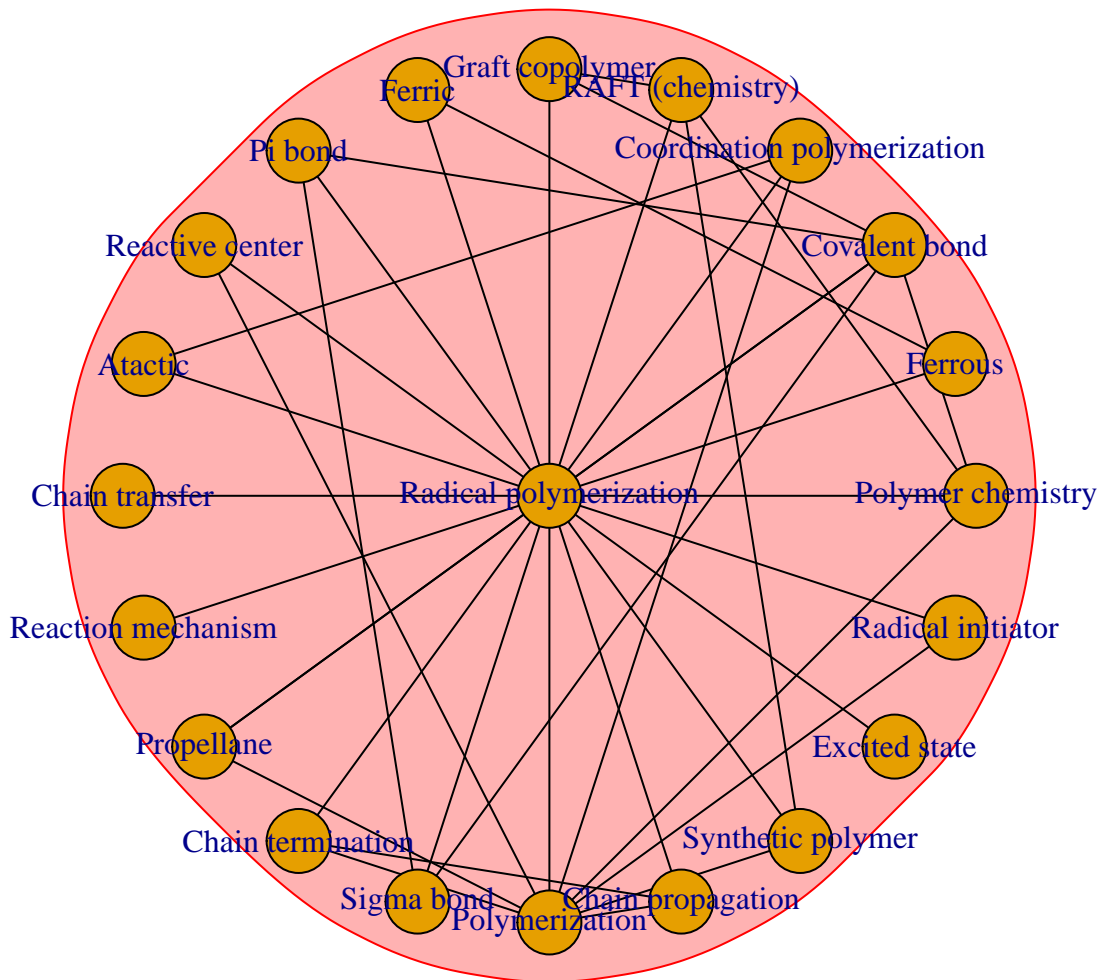 Graft copolymer
RAFT (chemistry)
Ferric
Coordination polymerization
Pi bond
Reactive center
Covalent bond
Atactic
Ferrous
Chain transfer
Radical polymerization
Polymer chemistry
Reaction mechanism
Radical initiator
Propellane
Excited state
Chain termination
Synthetic polymer
Sigma bond
Chain propagation
Polymerization